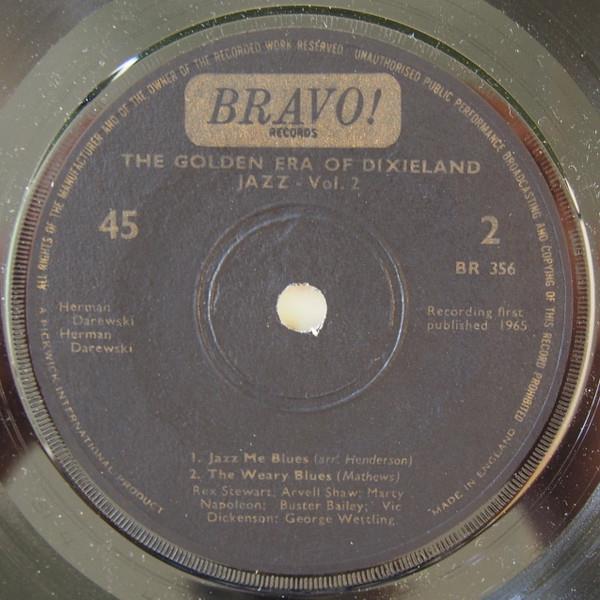 ALL RIGHTS OF THE MANUFACTURER AND OF THE OWNER OF THE RECORDED WORK RESERVED. UNAUTHORISED PUBLIC PERFORMANCE BROADCASTING AND COPYING OF THIS RECORD PROHIBITED
BRAVO!
RECORDS
THE GOLDEN ERA OF DIXIELAND
JAZZ - Vol. 2
45
2
BR 356
Herman
Darewski
Herman
Darewski
Recording first
published 1965
1. Jazz Me Blues (arr. Henderson)
2. The Weary Blues (Mathews)
Rex Stewart; Arvell Shaw; Marty
Napoleon; Buster Bailey; Vic
Dickenson; George Wettling
A PICKWICK INTERNATIONAL PRODUCT
MADE IN ENGLAND